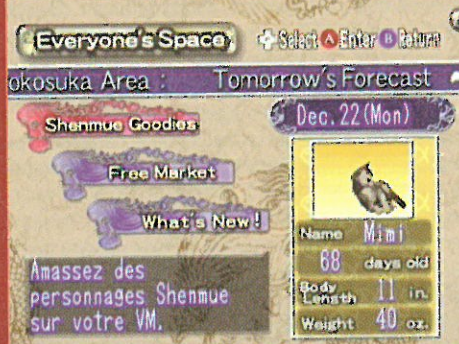 Everyone's Space
Select A Enter B Return
okosuka Area : Tomorrow's Forecast
Shenmue Goodies
Free Market
What's New!
Amassez des
personnages Shenmue
sur votre VM.
Dec.22(Mon)
Name Mimi
68 days old
Body Length 11 in.
Weight 40 oz.